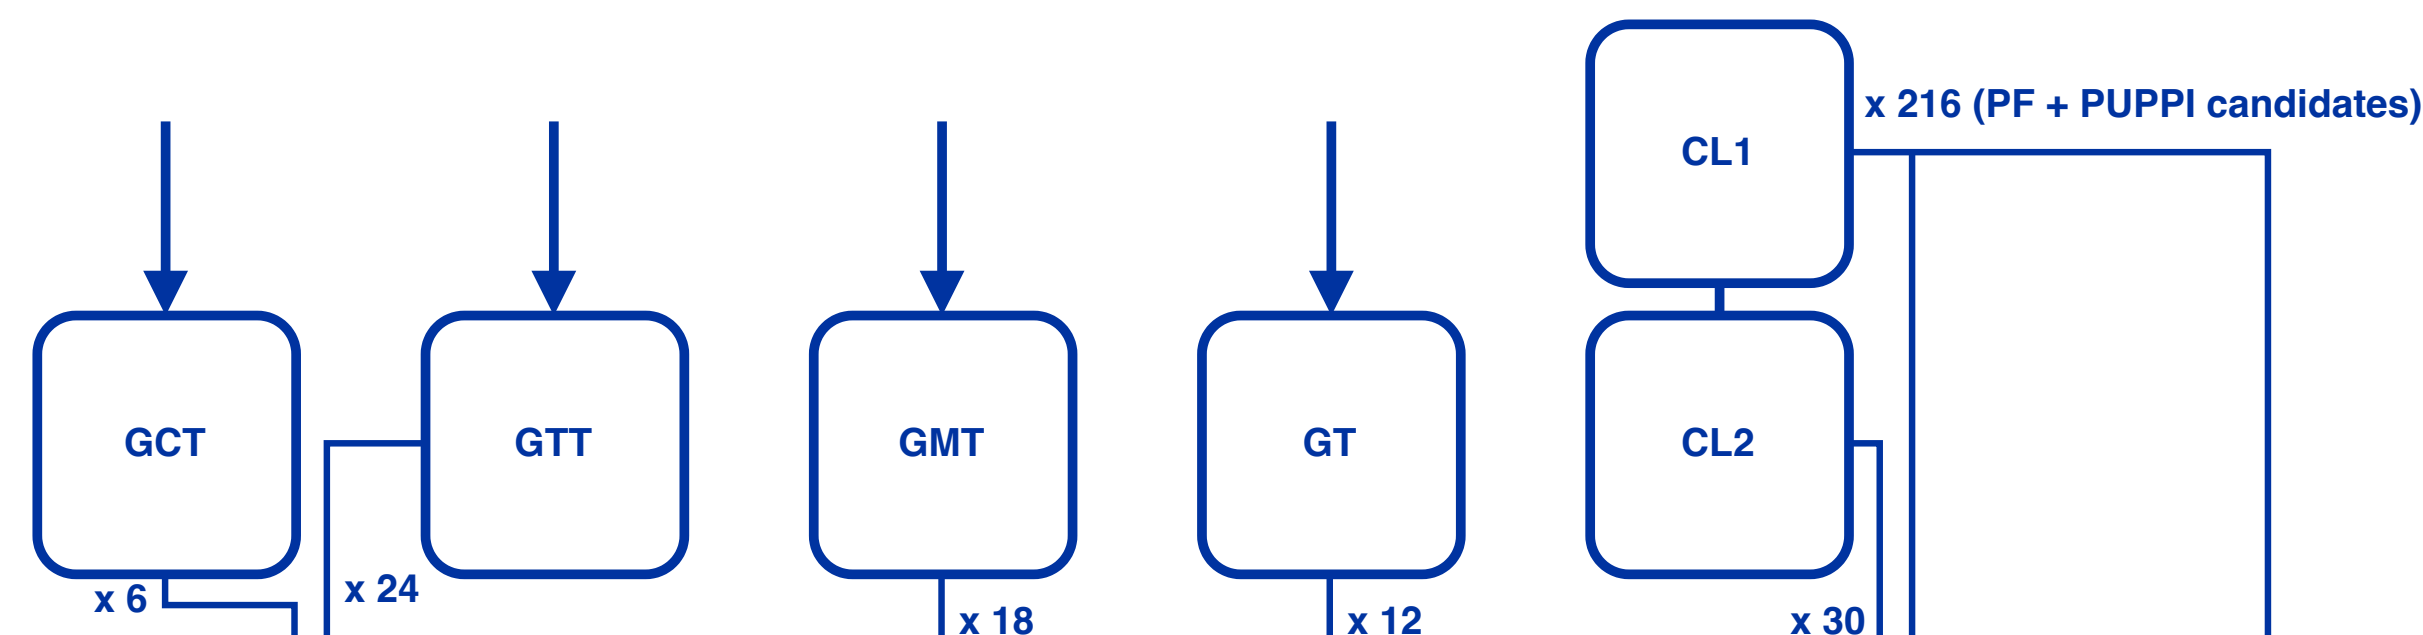 x 216 (PF + PUPPI candidates)
CL1
GCT
GTT
GMT
GT
CL2
x 6
x 24
x 18
x 12
x 30